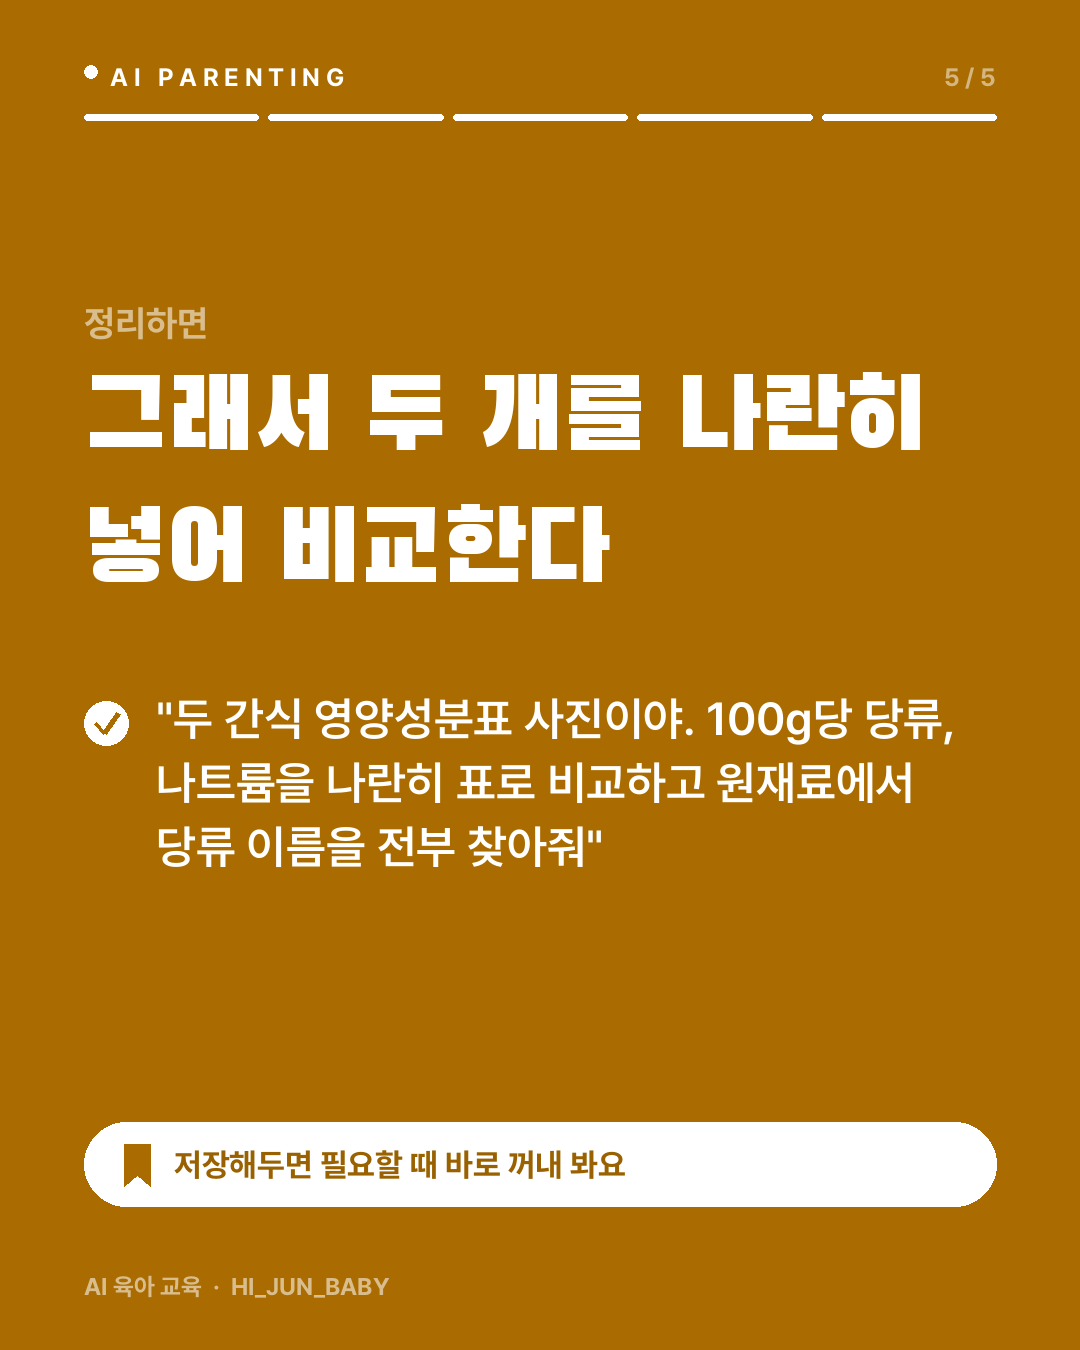 AI PARENTING
5 / 5
정리하면
그래서 두 개를 나란히
넣어 비교한다
"두 간식 영양성분표 사진이야. 100g당 당류,
나트륨을 나란히 표로 비교하고 원재료에서
당류 이름을 전부 찾아줘"
저장해두면 필요할 때 바로 꺼내 봐요
AI 육아 교육 · HI_JUN_BABY